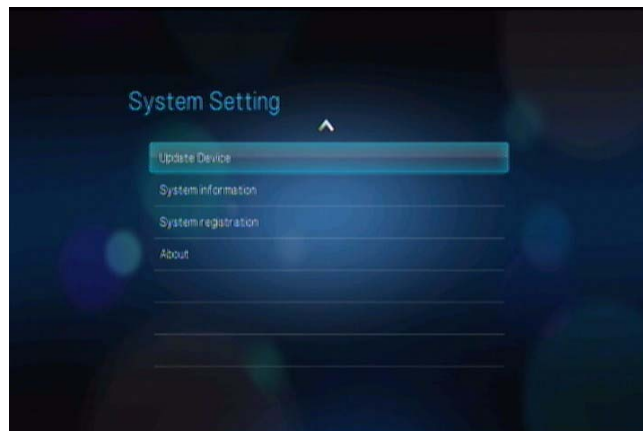 System Setting
Update Device
System information
System registration
About